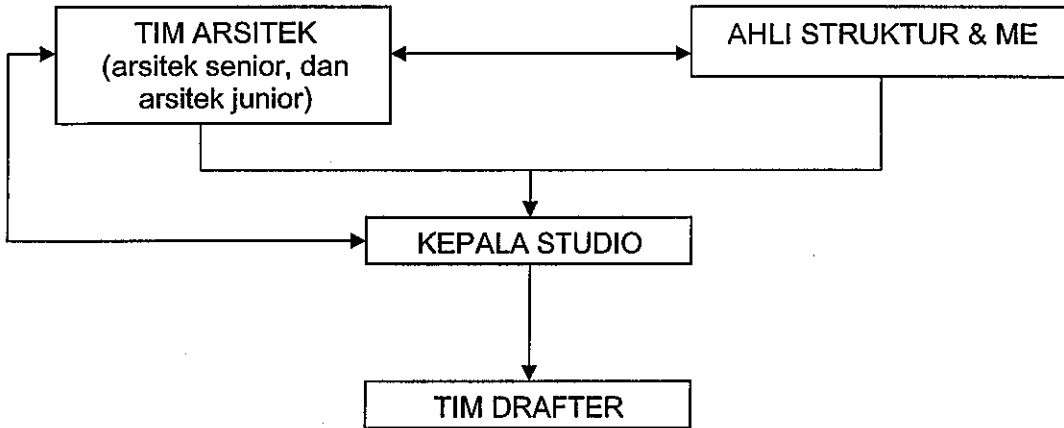 TIM ARSITEK
(arsitek senior, dan
arsitek junior)
AHLI STRUKTUR & ME
KEPALA STUDIO
TIM DRAFTER